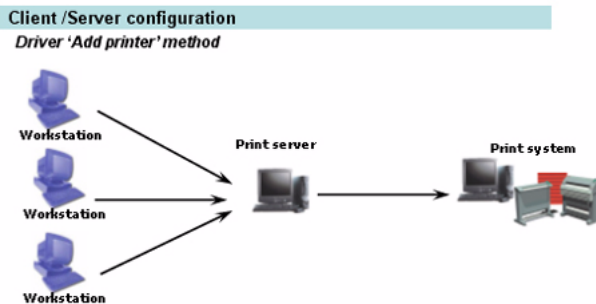 Client /Server configuration
Driver ‘Add printer’ method
Workstation
Print server
Print system
Workstation
Workstation